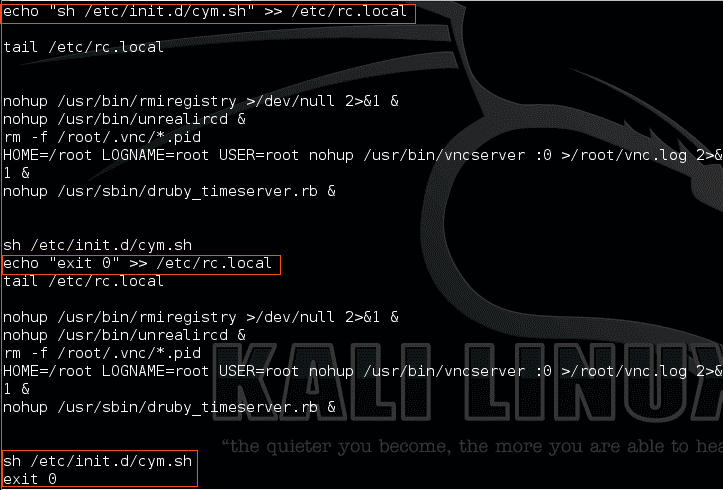 echo "sh /etc/init.d/cym.sh" >> /etc/rc.local
tail /etc/rc.local
nohup /usr/bin/rmiregistry >/dev/null 2>&1 &
nohup /usr/bin/unrealircd &
rm -f /root/.vnc/*.pid
HOME=/root LOGNAME=root USER=root nohup /usr/bin/vncserver :0 >/root/vnc.log 2>&
1 &
nohup /usr/sbin/druby_timeserver.rb &
sh /etc/init.d/cym.sh
echo "exit 0" >> /etc/rc.local
tail /etc/rc.local
nohup /usr/bin/rmiregistry >/dev/null 2>&1 &
nohup /usr/bin/unrealircd &
rm -f /root/.vnc/*.pid
HOME=/root LOGNAME=root USER=root nohup /usr/bin/vncserver :0 >/root/vnc.log 2>&
1 &
nohup /usr/sbin/druby_timeserver.rb &
KALI LINUX
“the quieter you become, the more you are able to hea
sh /etc/init.d/cym.sh
exit 0